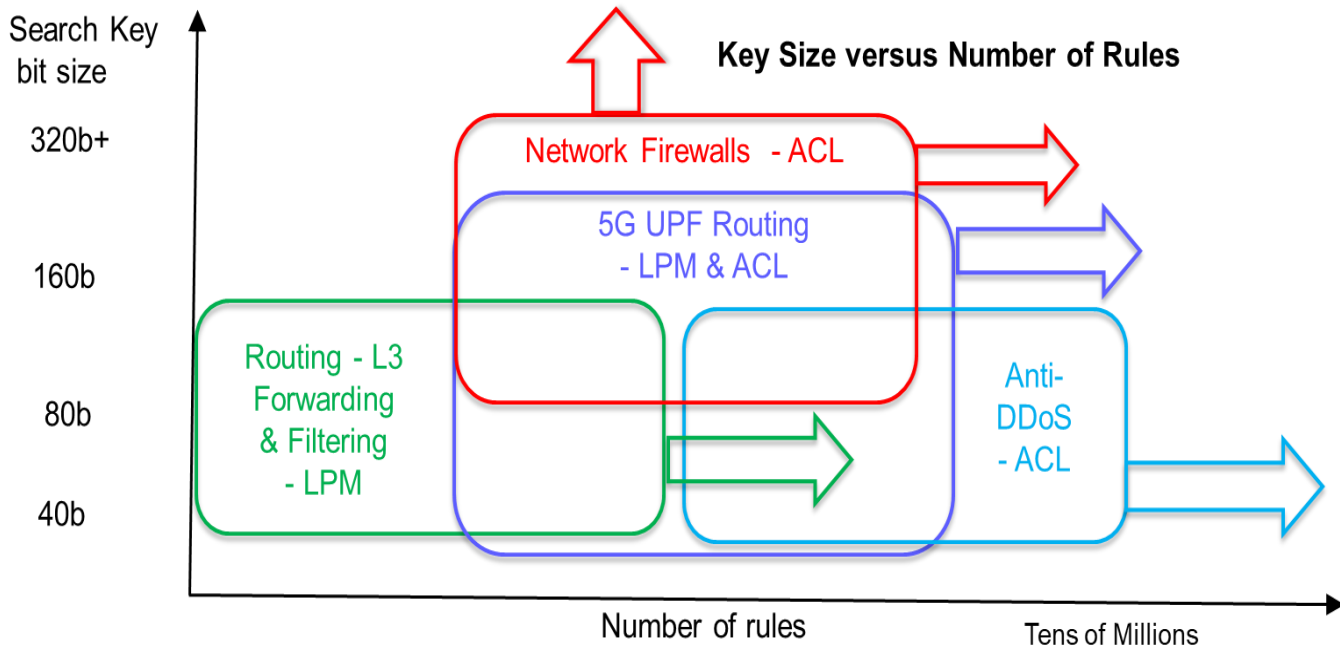 Search Key
bit size
Key Size versus Number of Rules
320b+
Network Firewalls - ACL
5G UPF Routing
- LPM & ACL
160b
Routing - L3
Forwarding
& Filtering
- LPM
Anti-
DDoS
- ACL
80b
40b
Number of rules
Tens of Millions